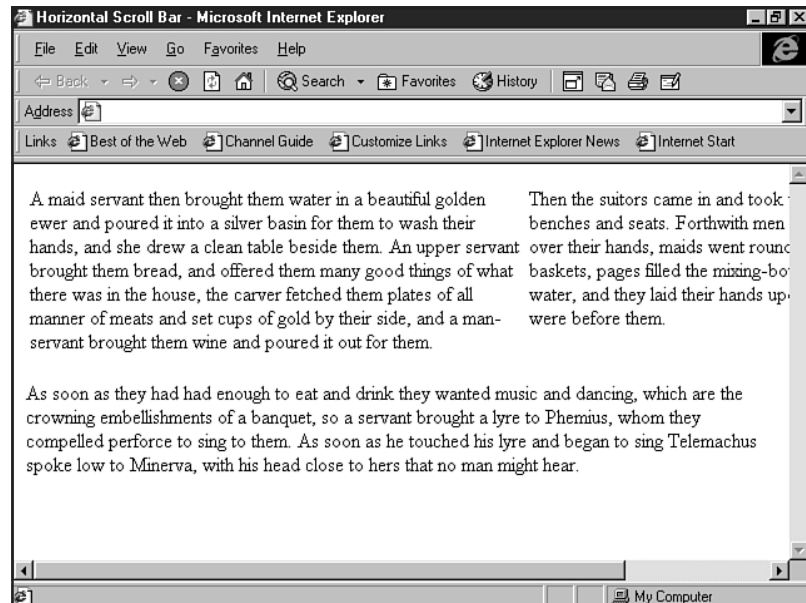 Horizontal Scroll Bar - Microsoft Internet Explorer
File Edit View Go Favorites Help
Back Search Favorites History
Address
Links Best of the Web Channel Guide Customize Links Internet Explorer News Internet Start
A maid servant then brought them water in a beautiful golden
ewer and poured it into a silver basin for them to wash their
hands, and she drew a clean table beside them. An upper servant
brought them bread, and offered them many good things of what
there was in the house, the carver fetched them plates of all
manner of meats and set cups of gold by their side, and a man-
servant brought them wine and poured it out for them.
Then the suitors came in and took
benches and seats. Forthwith men
over their hands, maids went round
baskets, pages filled the mixing-bo
water, and they laid their hands up
were before them.
As soon as they had had enough to eat and drink they wanted music and dancing, which are the
crowning embellishments of a banquet, so a servant brought a lyre to Phemius, whom they
compelled perforce to sing to them. As soon as he touched his lyre and began to sing Telemachus
spoke low to Minerva, with his head close to hers that no man might hear.
My Computer